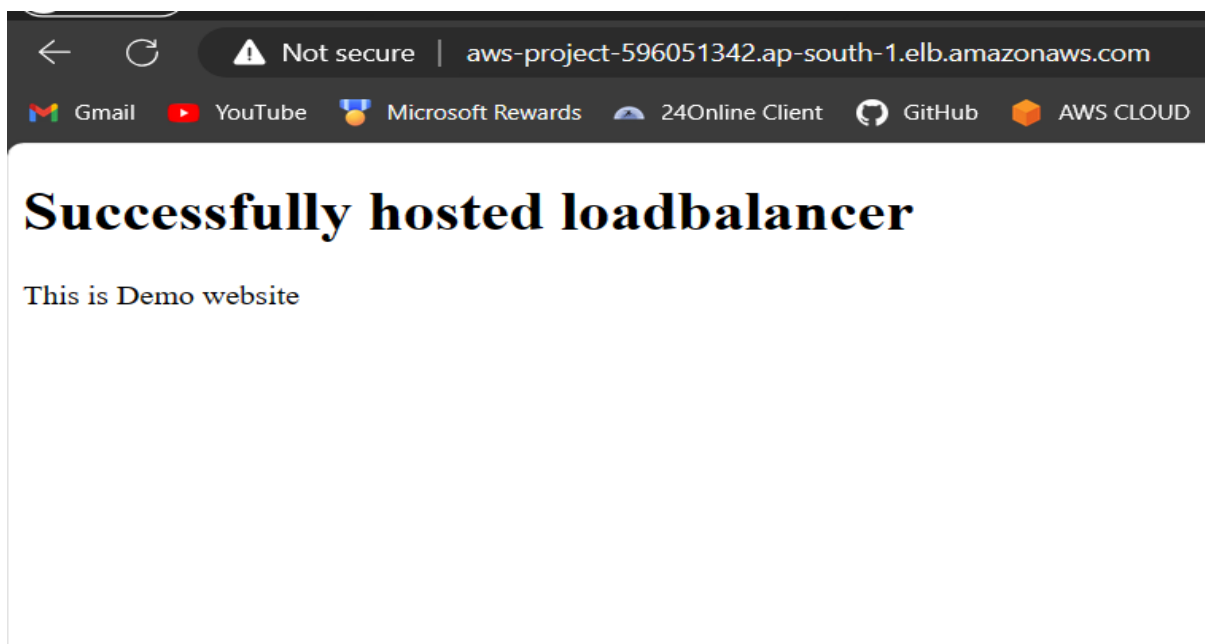 Not secure | aws-project-596051342.ap-south-1.elb.amazonaws.com
Gmail YouTube Microsoft Rewards 24Online Client GitHub AWS CLOUD
Successfully hosted loadbalancer
This is Demo website